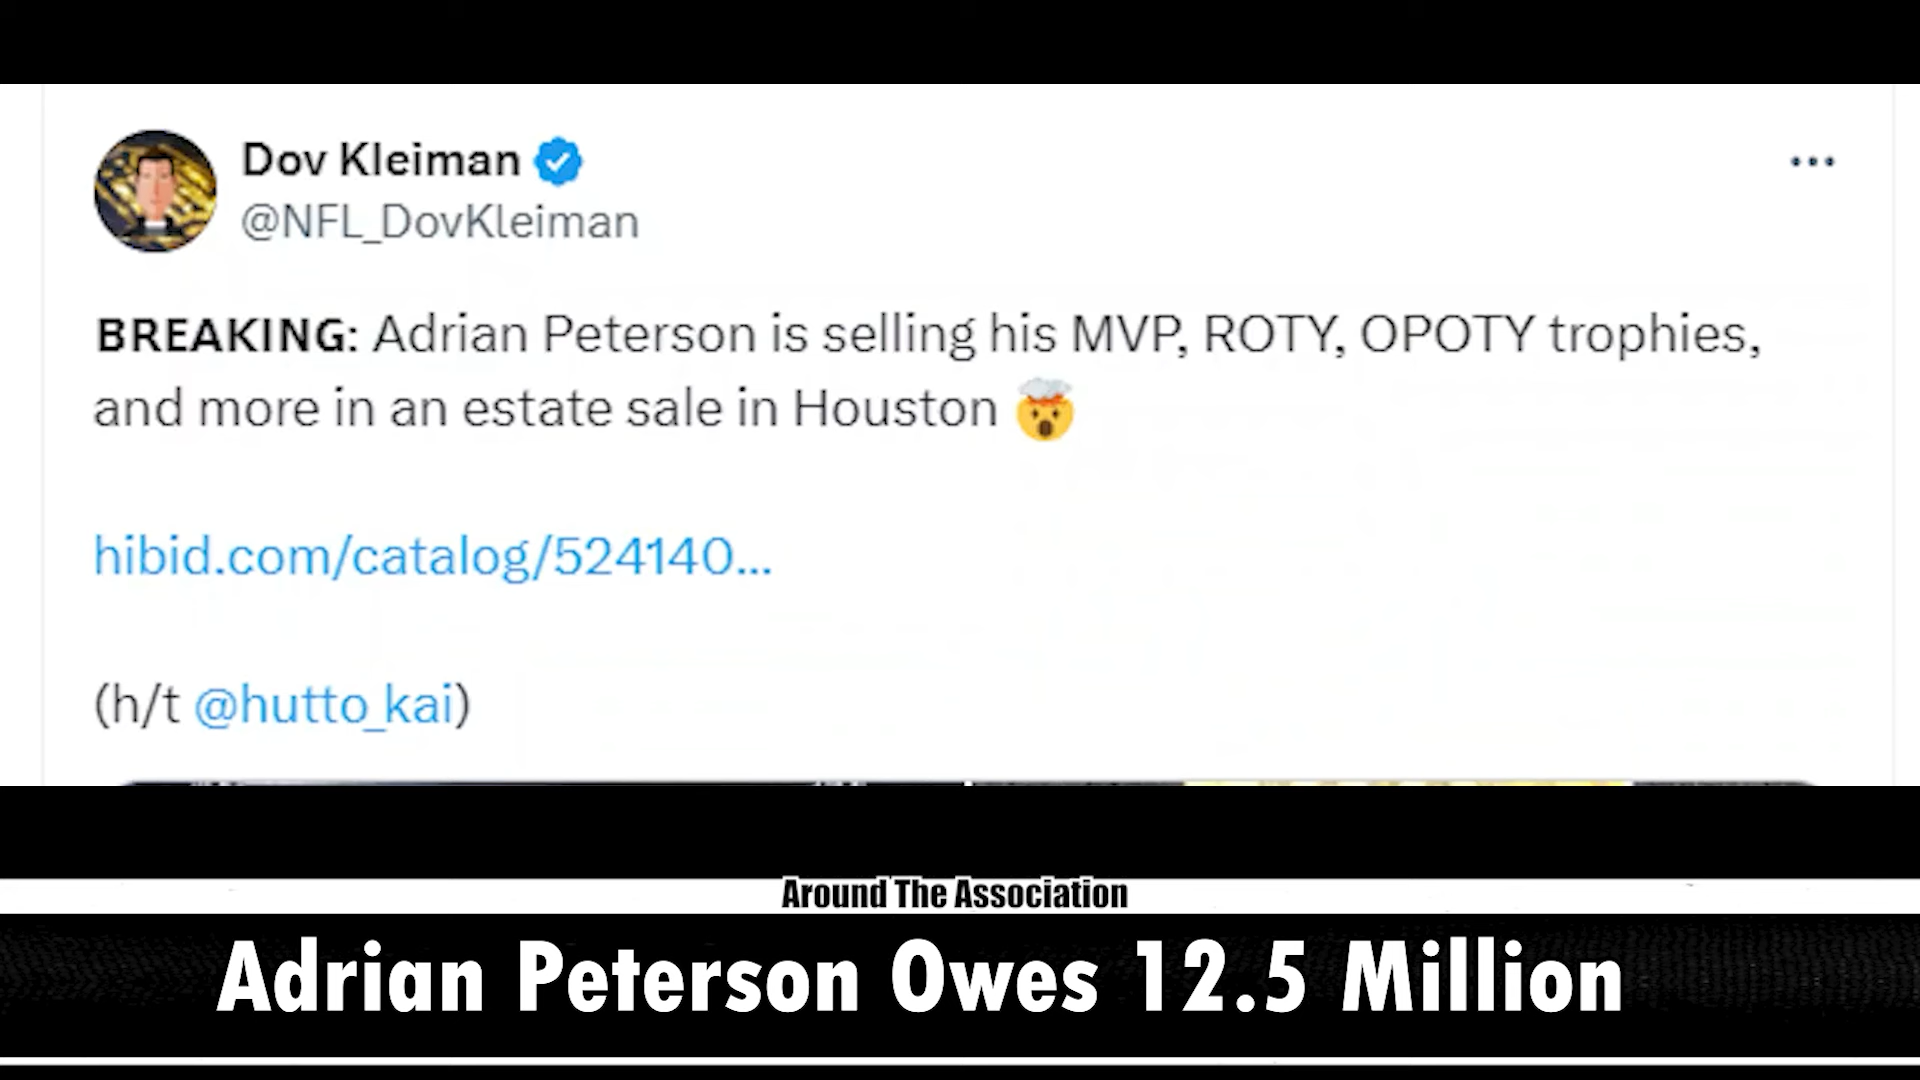 Dov Kleiman
@NFL_DovKleiman
BREAKING: Adrian Peterson is selling his MVP, ROTY, OPOTY trophies,
and more in an estate sale in Houston 🤯
hibid.com/catalog/524140...
(h/t @hutto_kai)
Around The Association
Adrian Peterson Owes 12.5 Million